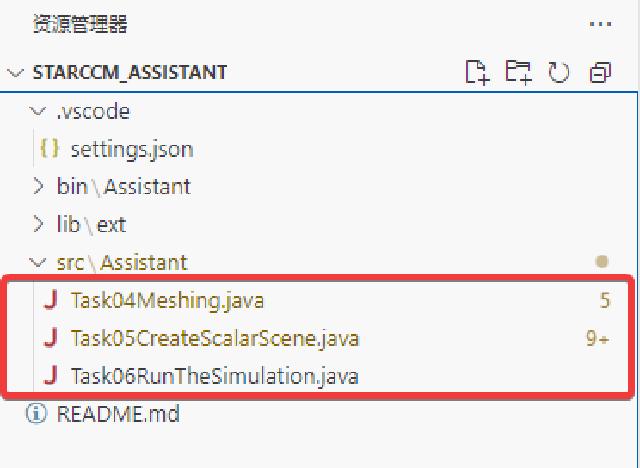 资源管理器
STARCCM_ASSISTANT
.vscode
{} settings.json
bin\Assistant
lib\ext
src\Assistant
J Task04Meshing.java 5
J Task05CreateScalarScene.java 9+
J Task06RunTheSimulation.java
README.md